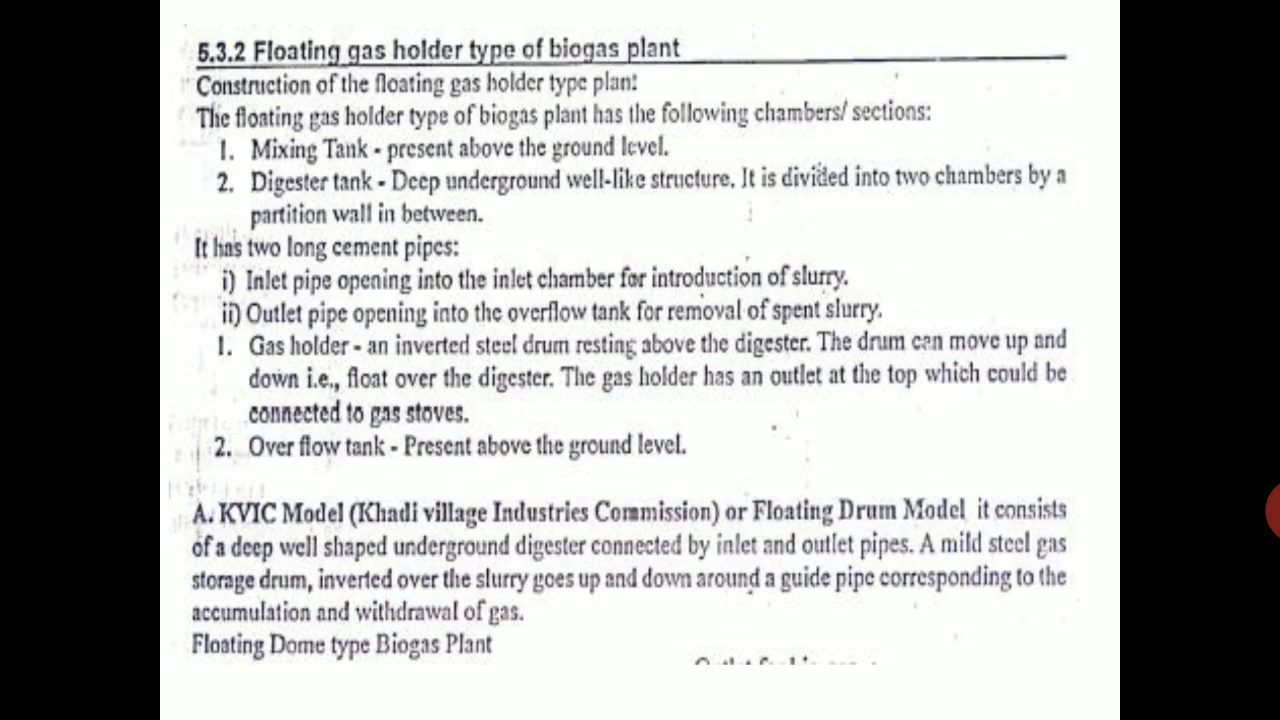 5.3.2 Floating gas holder type of biogas plant
Construction of the floating gas holder type plant
The floating gas holder type of biogas plant has the following chambers/ sections:
1. Mixing Tank - present above the ground level.
2. Digester tank - Deep underground well-like structure. It is divided into two chambers by a
partition wall in between.
It has two long cement pipes:
i) Inlet pipe opening into the inlet chamber for introduction of slurry.
ii) Outlet pipe opening into the overflow tank for removal of spent slurry.
1. Gas holder - an inverted steel drum resting above the digester. The drum can move up and
down i.e., float over the digester. The gas holder has an outlet at the top which could be
connected to gas stoves.
2. Over flow tank - Present above the ground level.
A. KVIC Model (Khadi village Industries Commission) or Floating Drum Model it consists
of a deep well shaped underground digester connected by inlet and outlet pipes. A mild steel gas
storage drum, inverted over the slurry goes up and down around a guide pipe corresponding to the
accumulation and withdrawal of gas.
Floating Dome type Biogas Plant